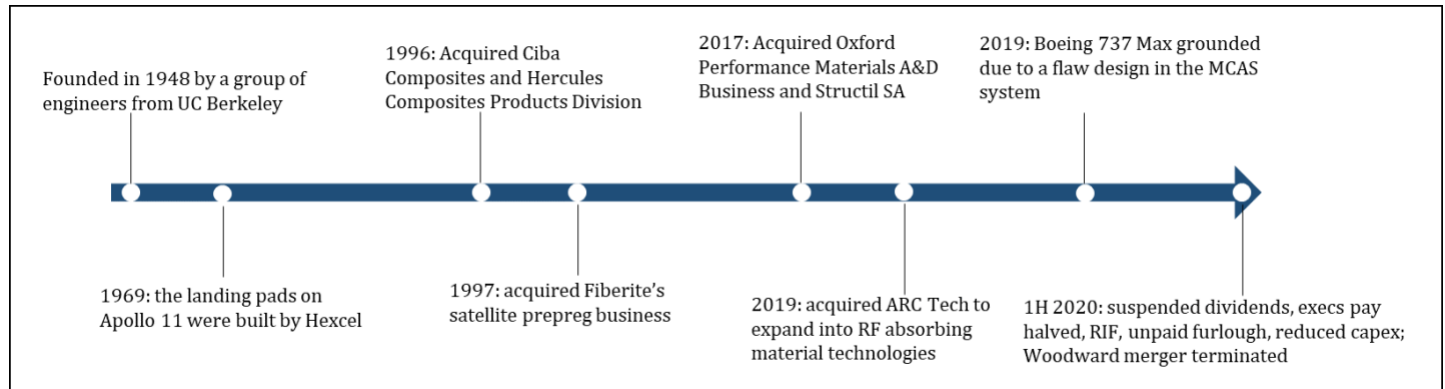 Founded in 1948 by a group of
engineers from UC Berkeley
1969: the landing pads on
Apollo 11 were built by Hexcel
1996: Acquired Ciba
Composites and Hercules
Composites Products Division
1997: acquired Fiberite's
satellite prepreg business
2017: Acquired Oxford
Performance Materials A&D
Business and Structil SA
2019: acquired ARC Tech to
expand into RF absorbing
material technologies
2019: Boeing 737 Max grounded
due to a flaw design in the MCAS
system
1H 2020: suspended dividends, execs pay
halved, RIF, unpaid furlough, reduced capex;
Woodward merger terminated